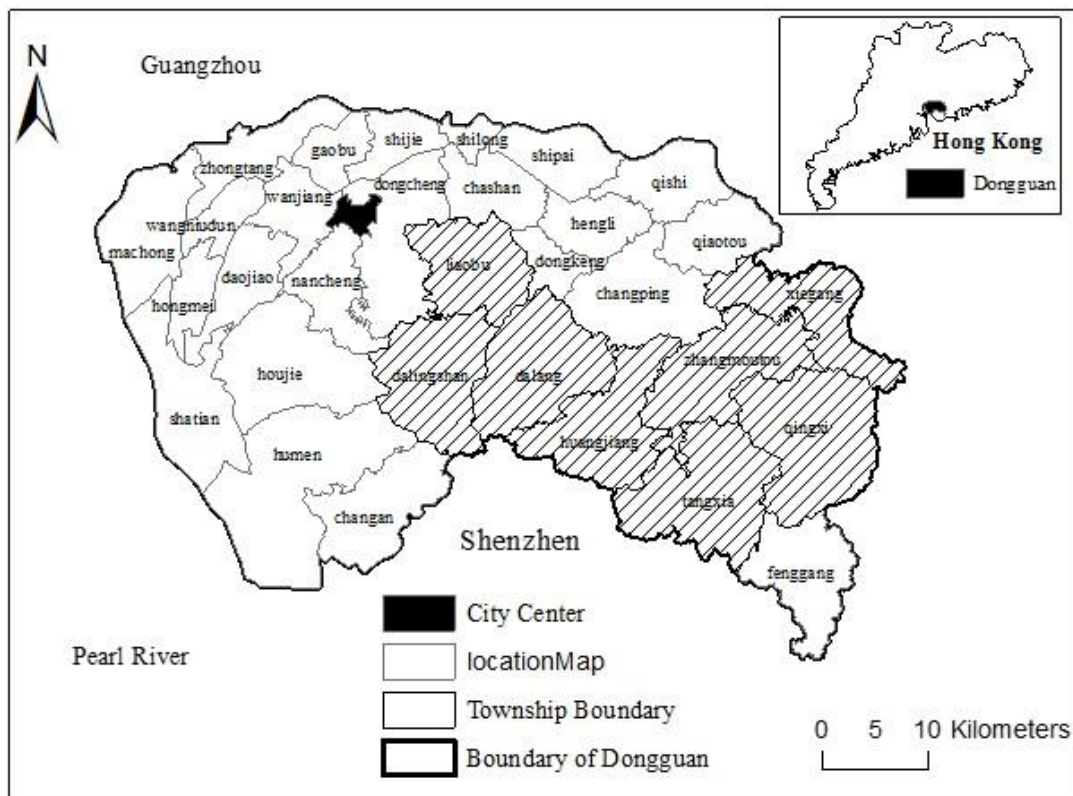 N
Guangzhou
Hong Kong
Dongguan
gaobu
shijie
shilong
shipai
zhongtang
wanjiang
dongcheng
chashan
qishi
wangniudun
hengli
machong
qiaotou
daojiao
nancheng
liaobu
dongkeng
hongmei
changping
xiegang
houjie
dalingshan
dalang
zhangmoutou
shatian
humen
huangjiang
qingxi
changan
tangxia
Shenzhen
fenggang
City Center
Pearl River
locationMap
Township Boundary
0 5 10 Kilometers
Boundary of Dongguan